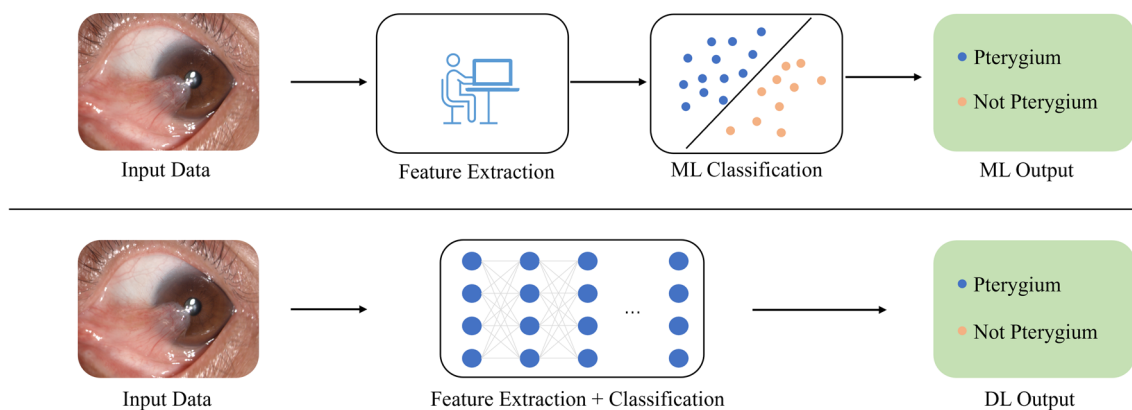 Pterygium
Not Pterygium
Input Data
Feature Extraction
ML Classification
ML Output
...
Pterygium
Not Pterygium
Input Data
Feature Extraction + Classification
DL Output